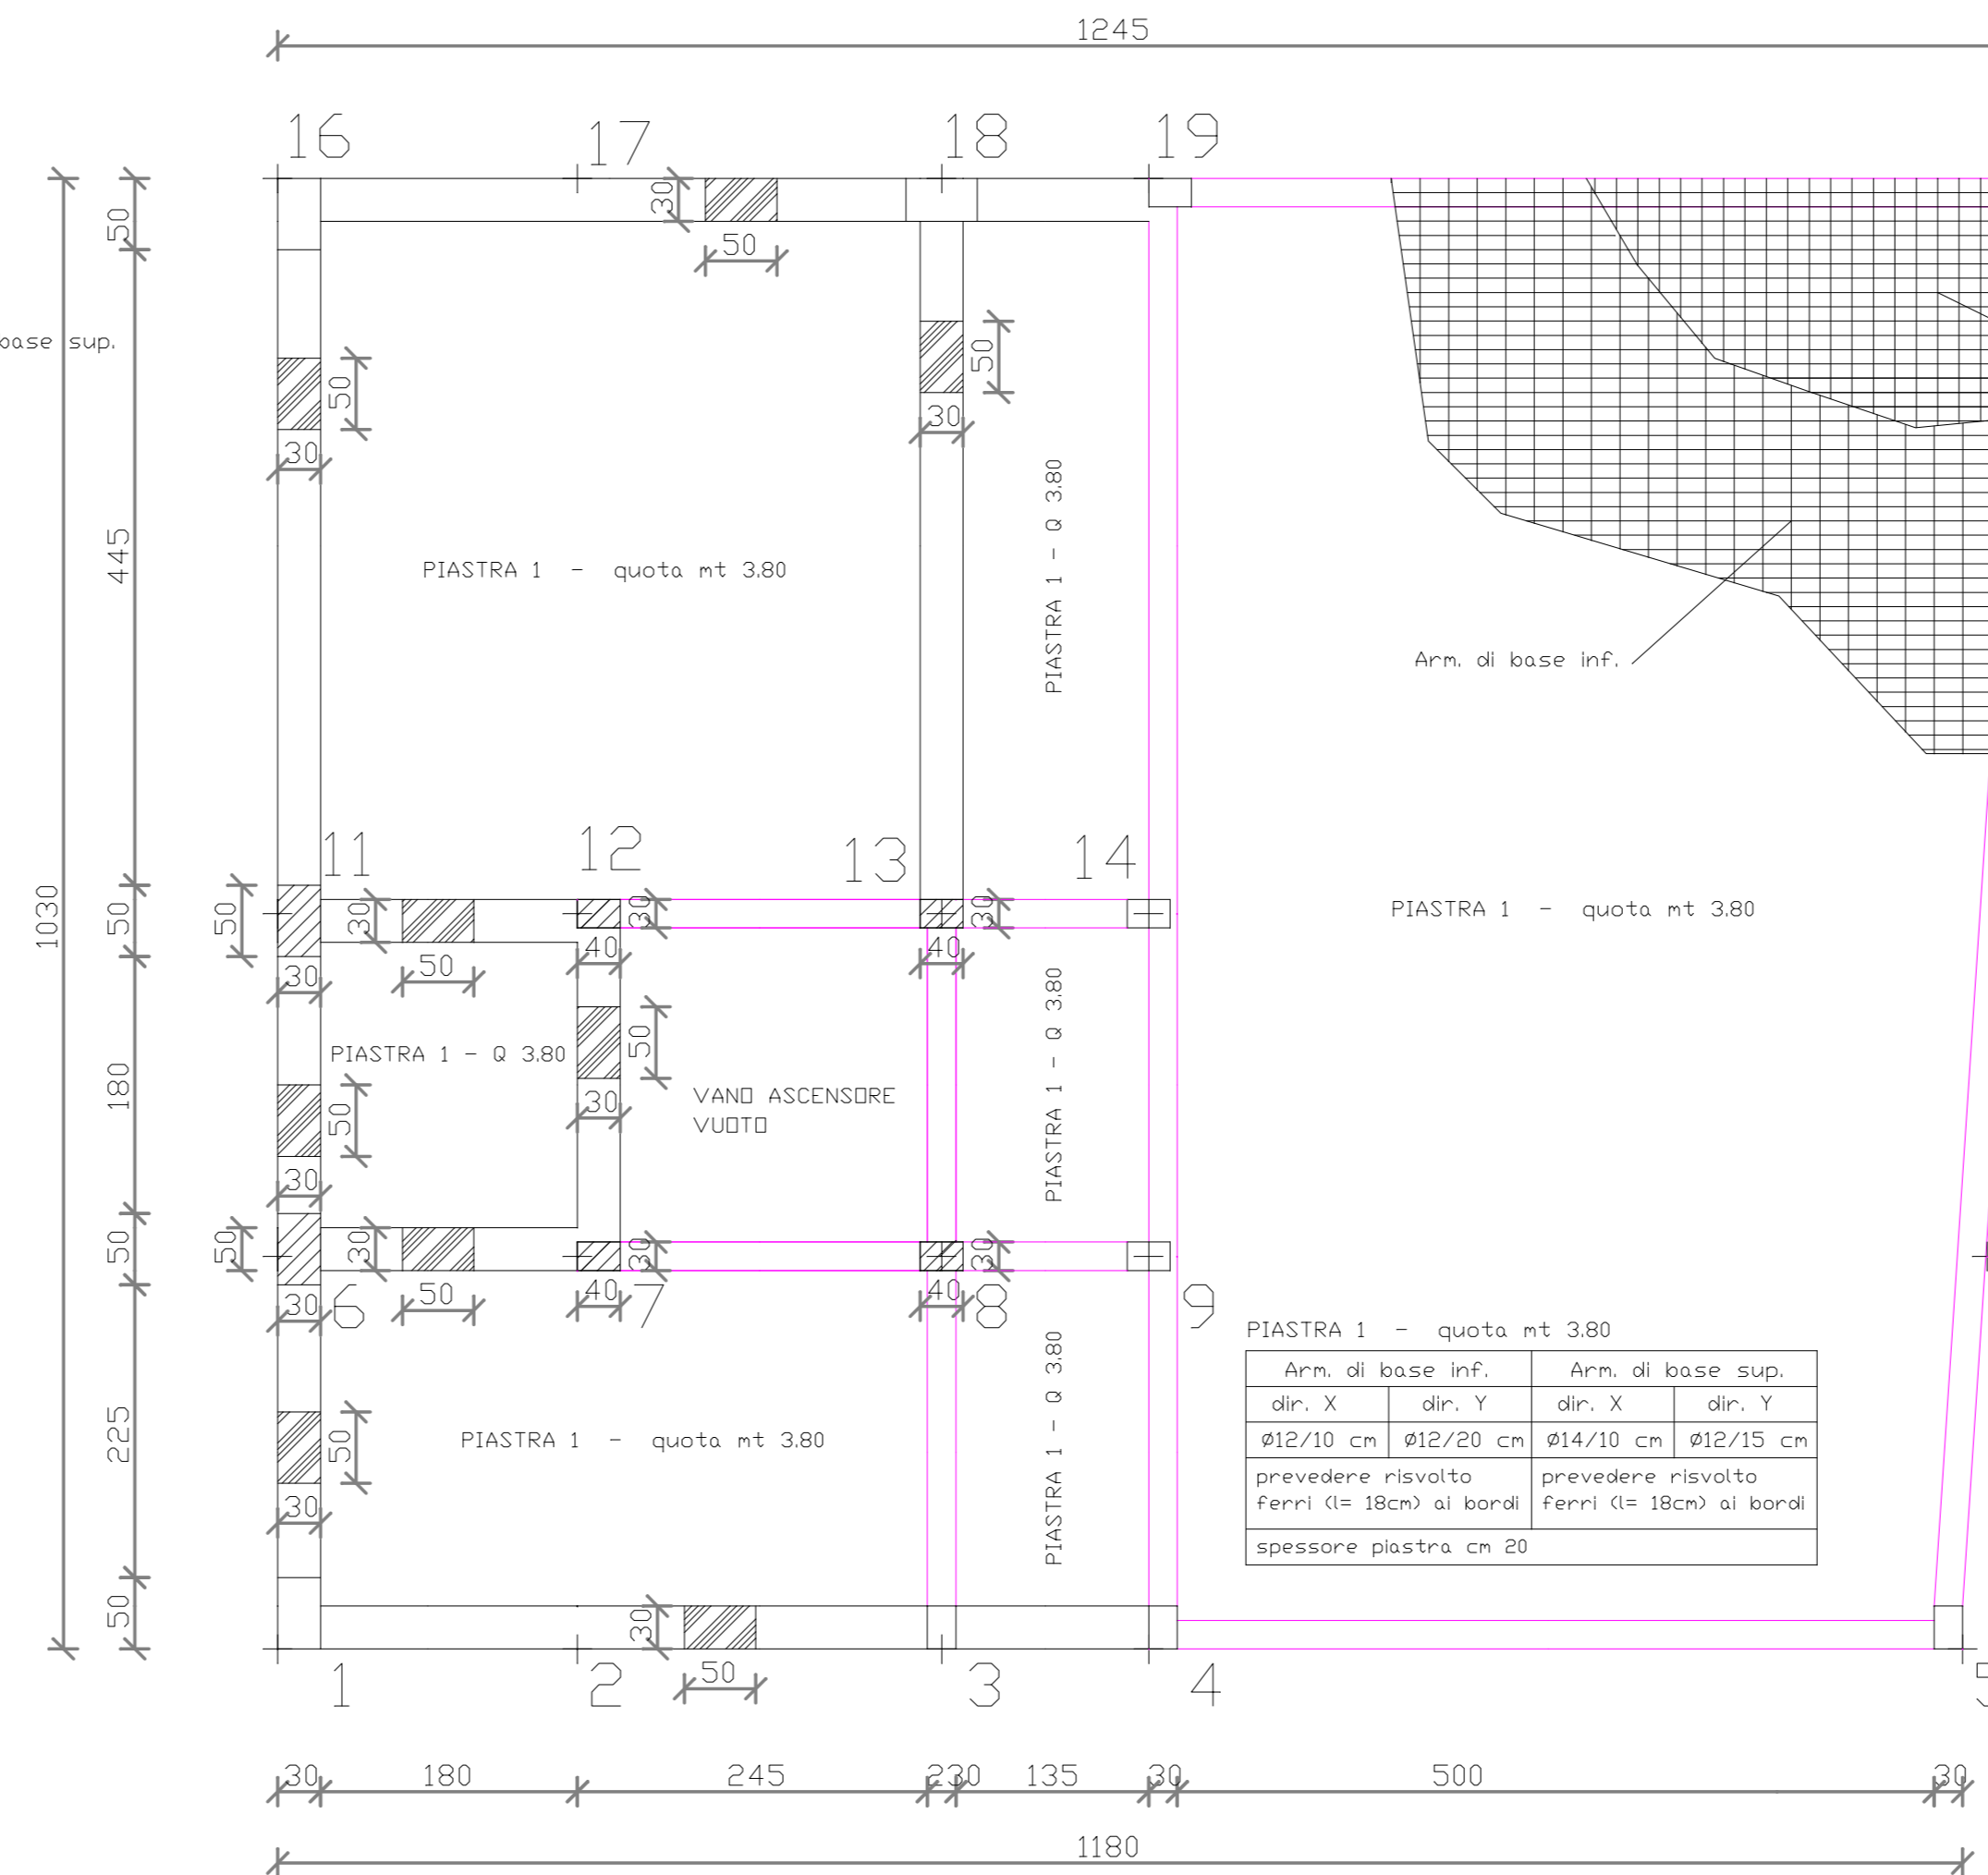 1245
16
17
18
19
50
30
50
base sup.
50
50
30
30
445
PIASTRA 1 - quota mt 3.80
PIASTRA 1 - Q 3.80
Arm. di base inf.
11
12
13
14
1030
50
50
30
30
30
PIASTRA 1 - quota mt 3.80
30
50
40
40
180
PIASTRA 1 - Q 3.80
50
VANO ASCENSORE
VUOTO
PIASTRA 1 - Q 3.80
50
30
30
50
50
30
30
30
30
6
50
40
7
40
8
9
225
50
30
PIASTRA 1 - quota mt 3.80
PIASTRA 1 - Q 3.80
PIASTRA 1 - quota mt 3.80
Arm. di base inf. Arm. di base sup.
dir. X dir. Y dir. X dir. Y
Ø12/10 cm Ø12/20 cm Ø14/10 cm Ø12/15 cm
prevedere risvolto prevedere risvolto
ferri (l= 18cm) ai bordi ferri (l= 18cm) ai bordi
spessore piastra cm 20
50
30
50
1
2
3
4
30 180 245 30 135 30 500 30
1180